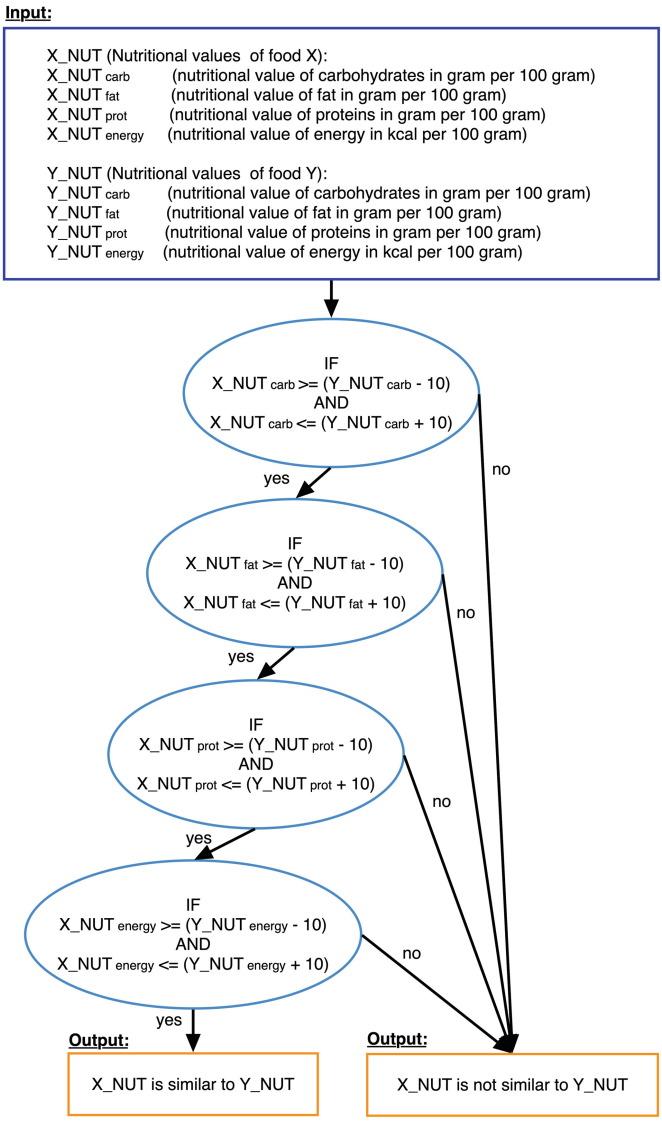 Input:
X_NUT (Nutritional values of food X):
X_NUT carb (nutritional value of carbohydrates in gram per 100 gram)
X_NUT fat (nutritional value of fat in gram per 100 gram)
X_NUT prot (nutritional value of proteins in gram per 100 gram)
X_NUT energy (nutritional value of energy in kcal per 100 gram)
Y_NUT (Nutritional values of food Y):
Y_NUT carb (nutritional value of carbohydrates in gram per 100 gram)
Y_NUT fat (nutritional value of fat in gram per 100 gram)
Y_NUT prot (nutritional value of proteins in gram per 100 gram)
Y_NUT energy (nutritional value of energy in kcal per 100 gram)
IF
X_NUT carb >= (Y_NUT carb - 10)
AND
X_NUT carb <= (Y_NUT carb + 10)
no
yes
IF
X_NUT fat >= (Y_NUT fat - 10)
AND
X_NUT fat <= (Y_NUT fat + 10)
no
yes
IF
X_NUT prot >= (Y_NUT prot - 10)
AND
X_NUT prot <= (Y_NUT prot + 10)
no
yes
IF
X_NUT energy >= (Y_NUT energy - 10)
AND
X_NUT energy <= (Y_NUT energy + 10)
no
yes
Output:
X_NUT is similar to Y_NUT
Output:
X_NUT is not similar to Y_NUT